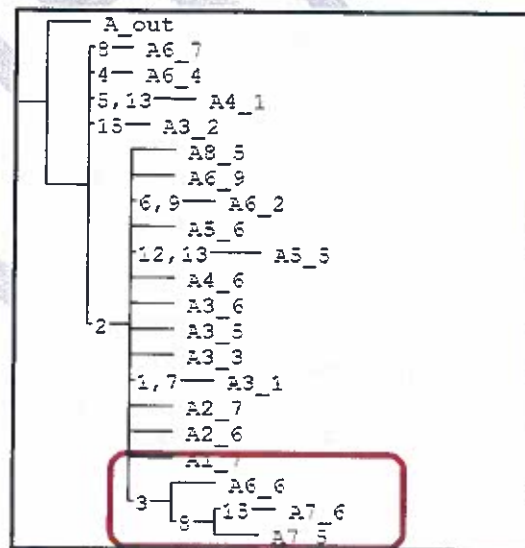 A_out
8 A6_7
4 A6_4
5,13 A4_1
15 A3_2
A8_5
A6_9
6,9 A6_2
A5_6
12,13 A5_5
A4_6
A3_6
2 A3_5
A3_3
1,7 A3_1
A2_7
A2_6
A1_7
A6_6
3
13 A7_6
8
A7_5